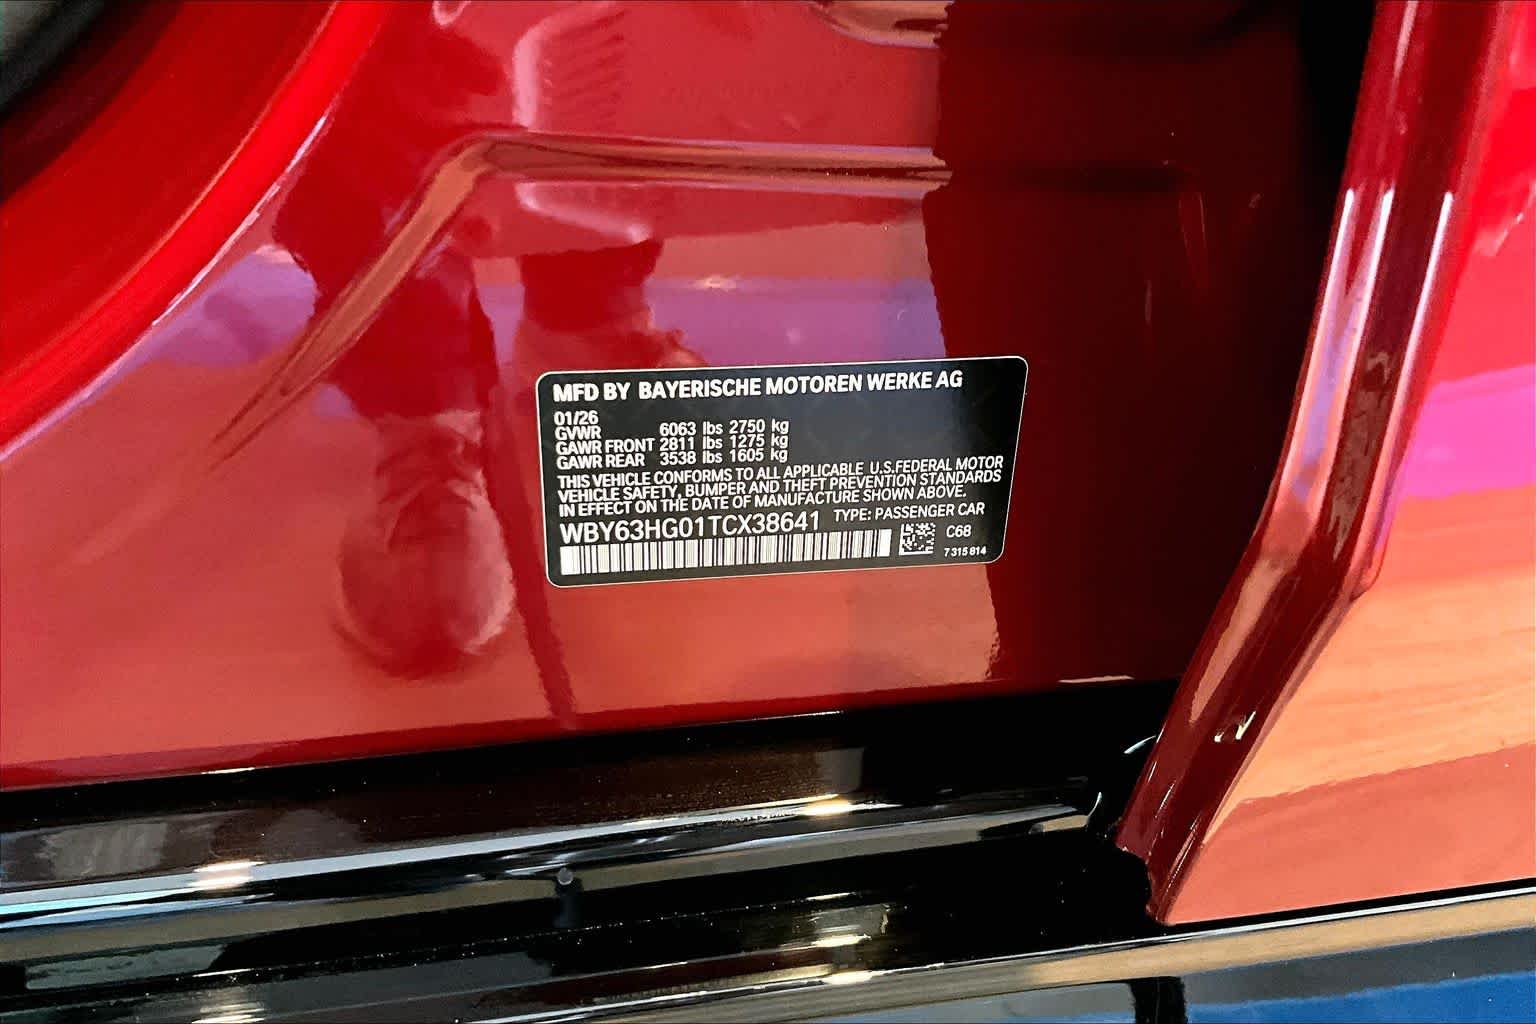 MFD BY BAYERISCHE MOTOREN WERKE AG
01/26
GVWR 6063 lbs 2750 kg
GAWR FRONT 2811 lbs 1275 kg
GAWR REAR 3538 lbs 1605 kg
THIS VEHICLE CONFORMS TO ALL APPLICABLE U.S.FEDERAL MOTOR
VEHICLE SAFETY, BUMPER AND THEFT PREVENTION STANDARDS
IN EFFECT ON THE DATE OF MANUFACTURE SHOWN ABOVE.
WBY63HG01TCX38641 TYPE: PASSENGER CAR
C68
7 315 814